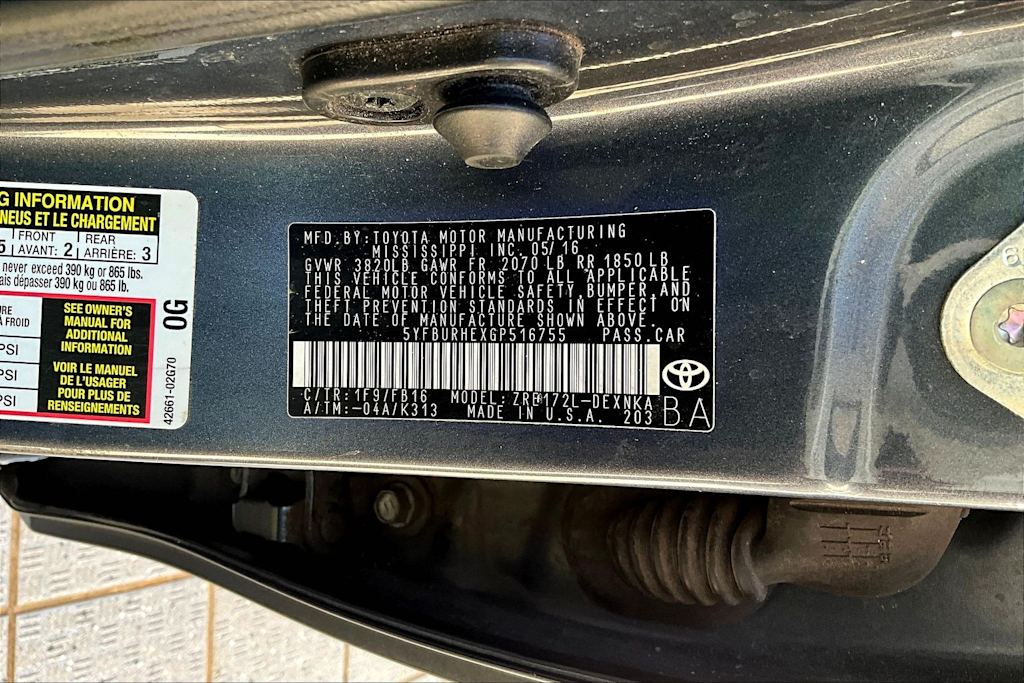 G INFORMATION
NEUS ET LE CHARGEMENT
5 FRONT REAR
AVANT: 2 ARRIÈRE: 3
never exceed 390 kg or 865 lbs.
ais dépasser 390 kg ou 865 lb.
URE
À FROID
PSI
PSI
PSI
SEE OWNER'S
MANUAL FOR
ADDITIONAL
INFORMATION
VOIR LE MANUEL
DE L'USAGER
POUR PLUS DE
RENSEIGNEMENTS
0G
42661-02G70
MFD. BY: TOYOTA MOTOR MANUFACTURING
MISSISSIPPI INC. 05/16
GVWR 3820LB GAWR FR 2070 LB RR 1850 LB
THIS VEHICLE CONFORMS TO ALL APPLICABLE
FEDERAL MOTOR VEHICLE SAFETY, BUMPER AND
THEFT PREVENTION STANDARDS IN EFFECT ON
THE DATE OF MANUFACTURE SHOWN ABOVE.
5YFBURHEXGP516755 PASS.CAR
C/TR: 1F9/FB16 MODEL: ZRE172L-DEXNKA
A/TM:-04A/K313 MADE IN U.S.A. 203
BA